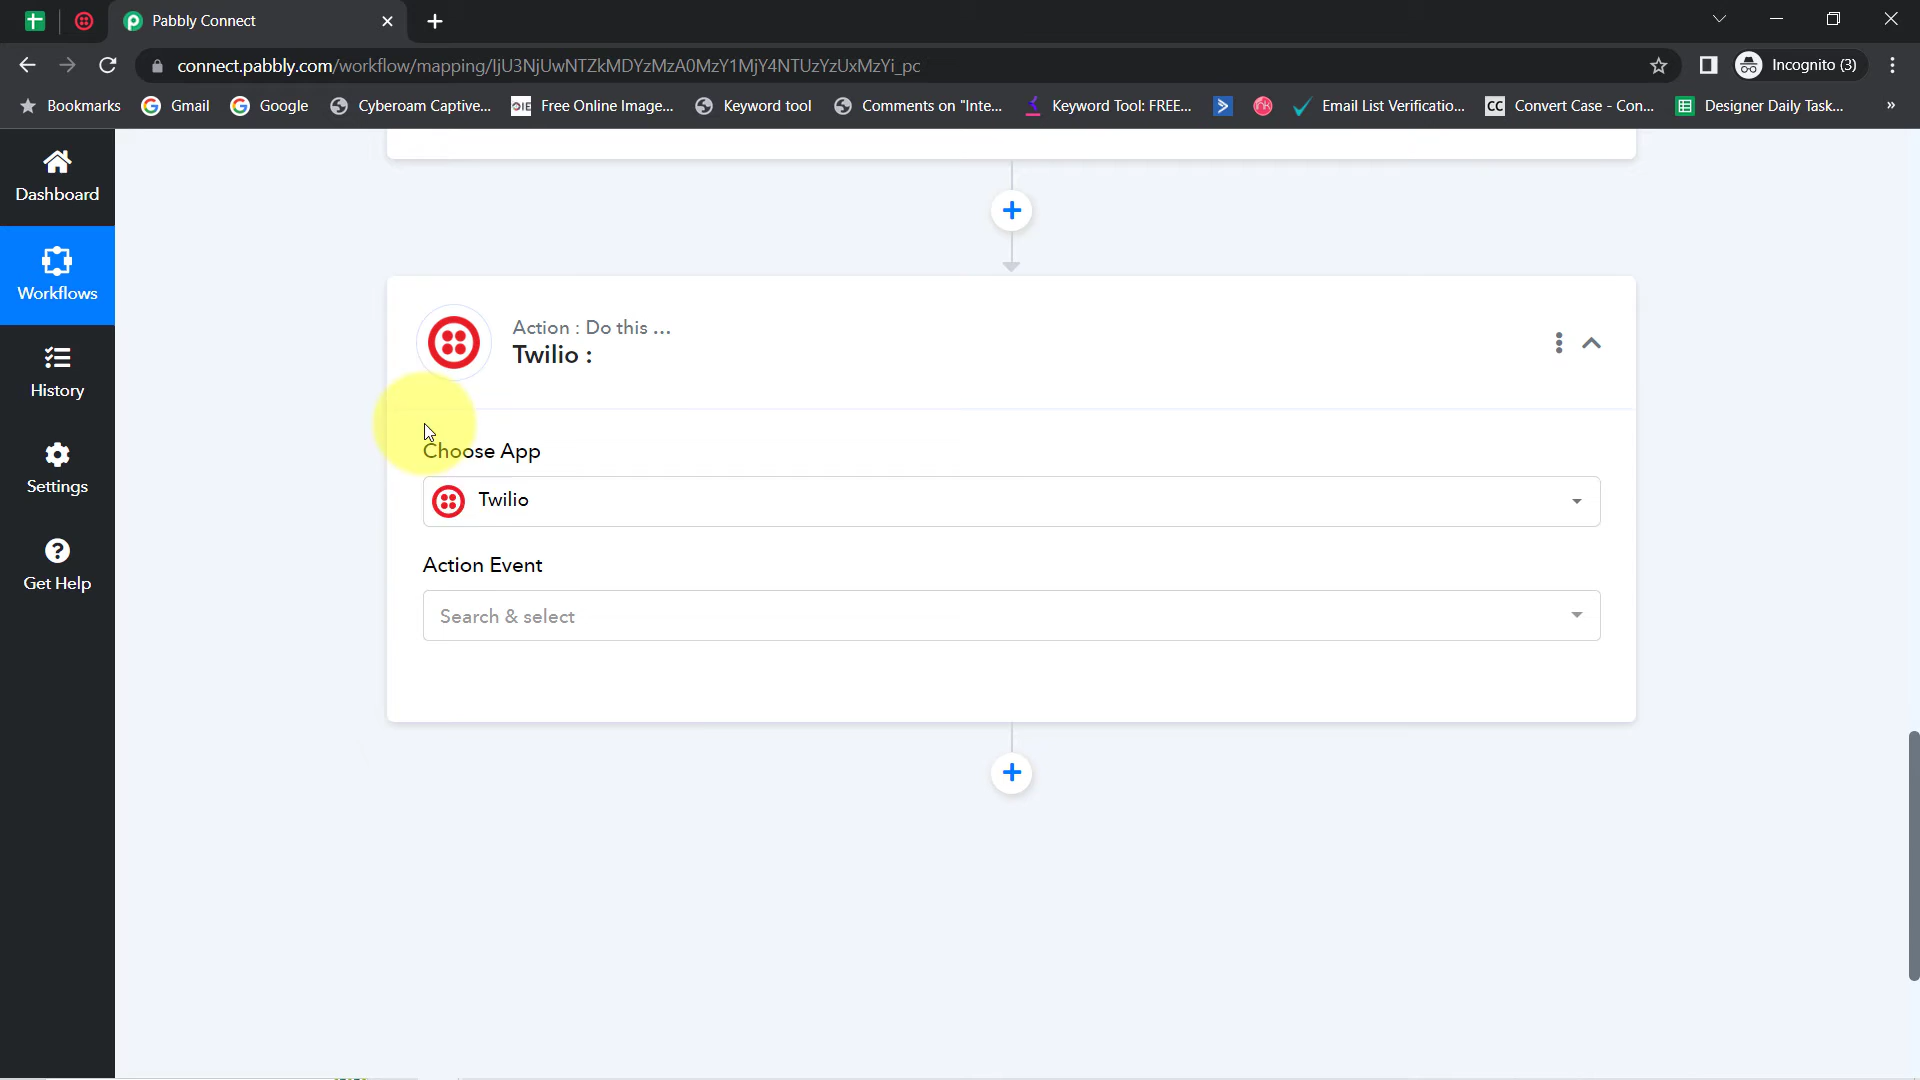 Pabbly Connect
connect.pabbly.com/workflow/mapping/IjU3NjUwNTZkMDYzMzA0MzY1MjY4NTUzYzUxMzYi_pc
Incognito (3)
Bookmarks Gmail Google Cyberoam Captive... Free Online Image... Keyword tool Comments on "Inte... Keyword Tool: FREE... Email List Verificatio... CC Convert Case - Con... Designer Daily Task... »
Dashboard
Workflows
History
Settings
Get Help
Action : Do this ...
Twilio :
Choose App
Twilio
Action Event
Search & select